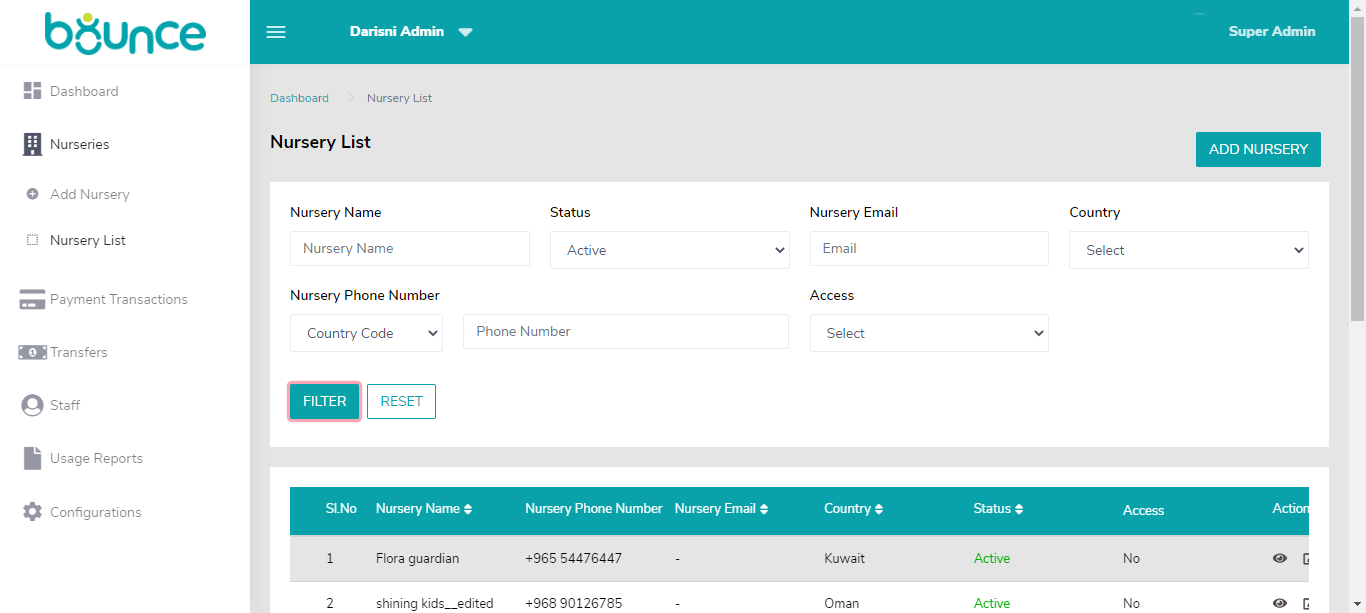 bounce
Darisni Admin
Super Admin
Dashboard
Nurseries
Add Nursery
Nursery List
Payment Transactions
Transfers
Staff
Usage Reports
Configurations
Dashboard Nursery List
Nursery List
ADD NURSERY
Nursery Name Status Nursery Email Country
Nursery Name Active Email Select
Nursery Phone Number Access
Country Code Phone Number Select
FILTER RESET
Sl.No Nursery Name Nursery Phone Number Nursery Email Country Status Access Action
1 Flora guardian +965 54476447 - Kuwait Active No
2 shining kids__edited +968 90126785 - Oman Active No